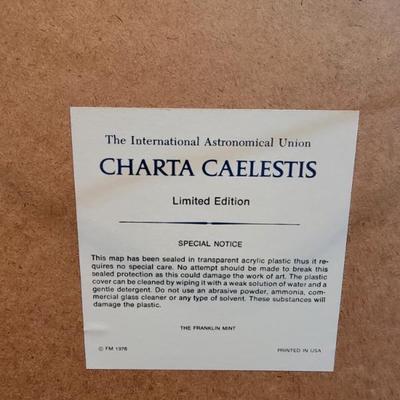 The International Astronomical Union
CHARTA CAELESTIS
Limited Edition
SPECIAL NOTICE
This map has been sealed in transparent acrylic plastic thus it re-
quires no special care. No attempt should be made to break this
sealed protection as this could damage the work of art. The plastic
cover can be cleaned by wiping it with a weak solution of water and a
gentle detergent. Do not use an abrasive powder, ammonia, com-
mercial glass cleaner or any type of solvent. These substances will
damage the plastic.
THE FRANKLIN MINT
© FM 1976
PRINTED IN USA